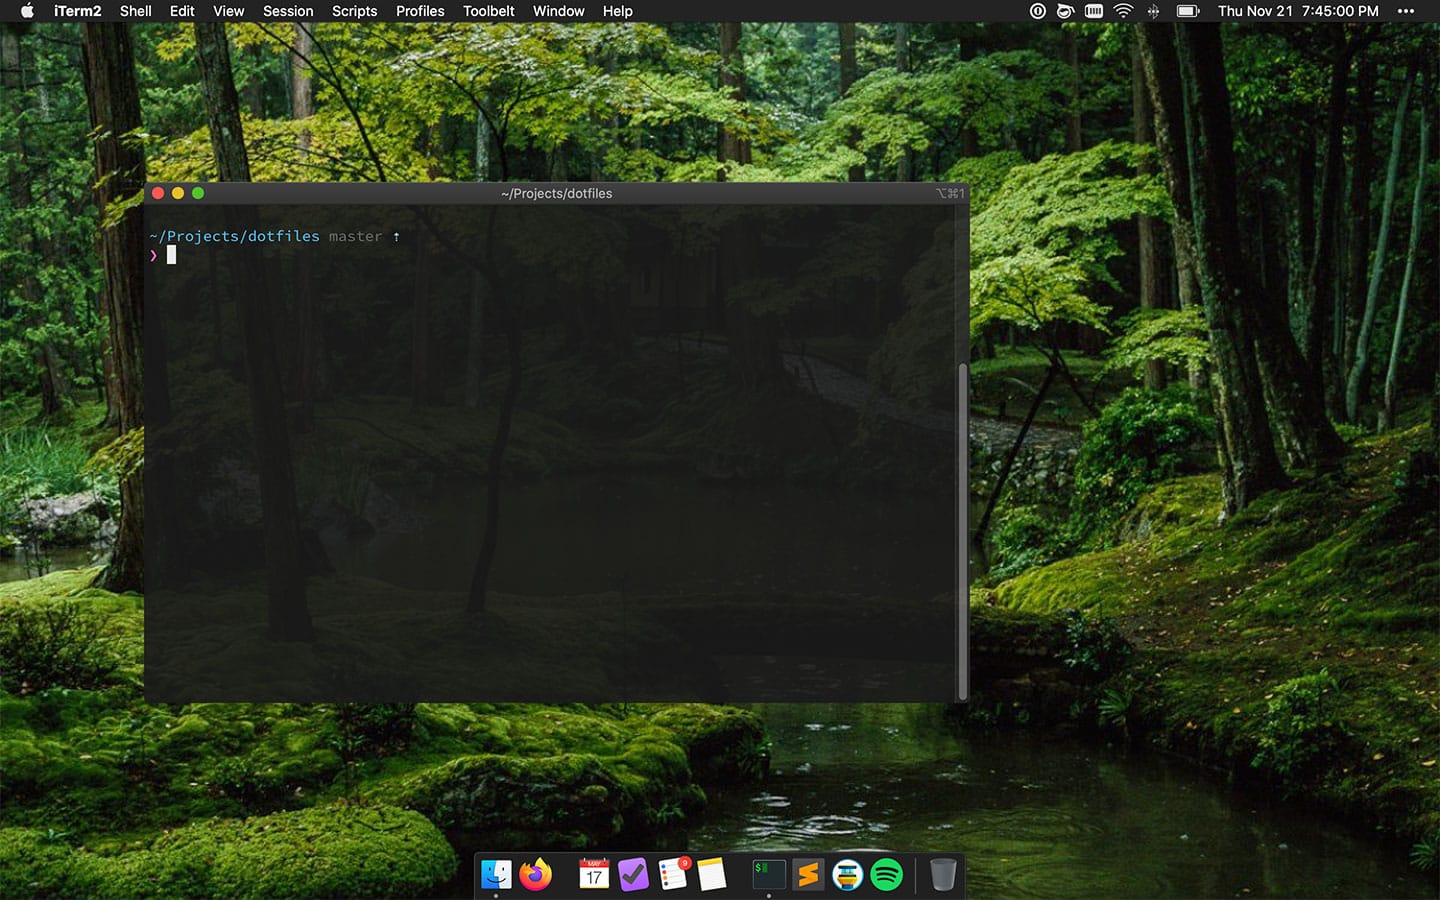 iTerm2 Shell Edit View Session Scripts Profiles Toolbelt Window Help Thu Nov 21 7:45:00 PM
~/Projects/dotfiles ⌥⌘1
~/Projects/dotfiles master ⇡
❯
MAY
17
9
$